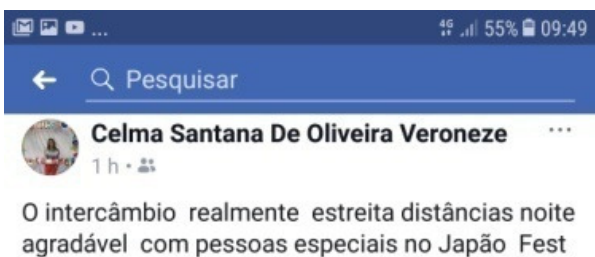 ... 4G 55% 09:49
Pesquisar
Celma Santana De Oliveira Veroneze ...
1 h
O intercâmbio realmente estreita distâncias noite
agradável com pessoas especiais no Japão Fest